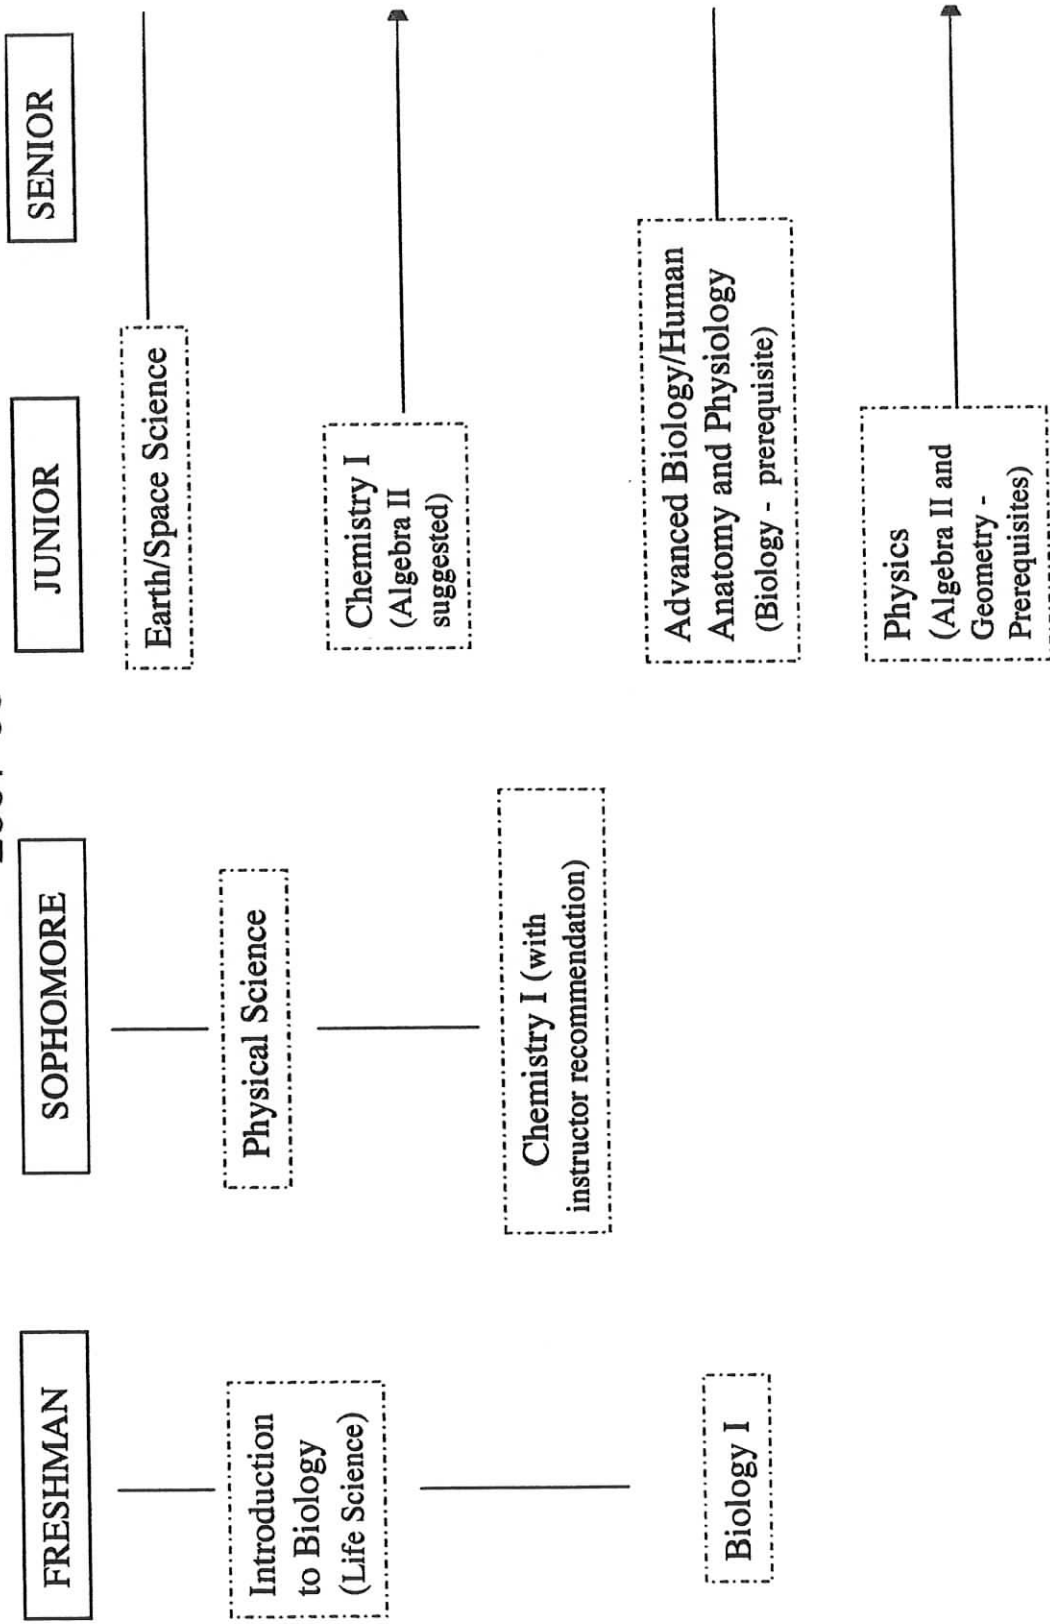 FRESHMAN
Introduction
to Biology
(Life Science)
Biology I
SOPHOMORE
Physical Science
Chemistry I (with
instructor recommendation)
JUNIOR
Earth/Space Science
Chemistry I
(Algebra II
suggested)
Advanced Biology/Human
Anatomy and Physiology
(Biology - prerequisite)
Physics
(Algebra II and
Geometry -
Prerequisites)
SENIOR